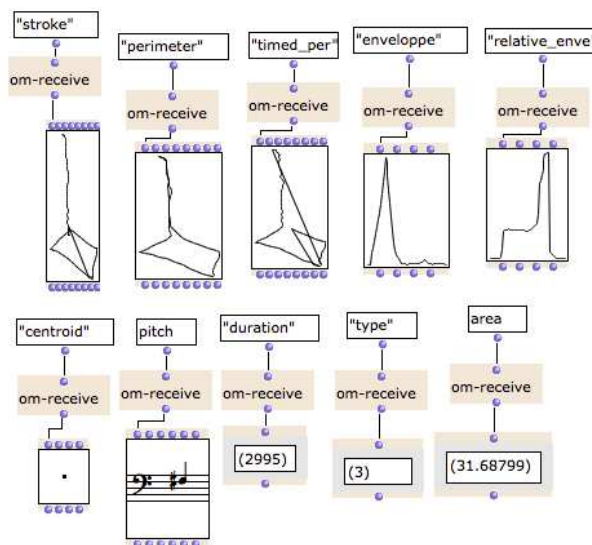 "stroke"
"perimeter"
"timed_per"
"enveloppe"
"relative_enve
om-receive
om-receive
om-receive
om-receive
om-receive
"centroid"
pitch
"duration"
"type"
area
om-receive
om-receive
om-receive
om-receive
om-receive
(2995)
(3)
(31.68799)